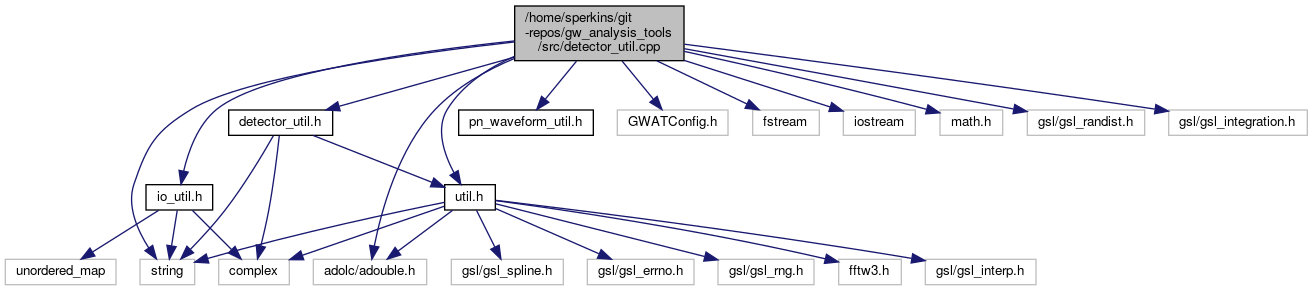 /home/sperkins/git
-repos/gw_analysis_tools
/src/detector_util.cpp
detector_util.h
pn_waveform_util.h
GWATConfig.h
fstream
iostream
math.h
gsl/gsl_randist.h
gsl/gsl_integration.h
io_util.h
util.h
unordered_map
string
complex
adolc/adouble.h
gsl/gsl_spline.h
gsl/gsl_errno.h
gsl/gsl_rng.h
fftw3.h
gsl/gsl_interp.h